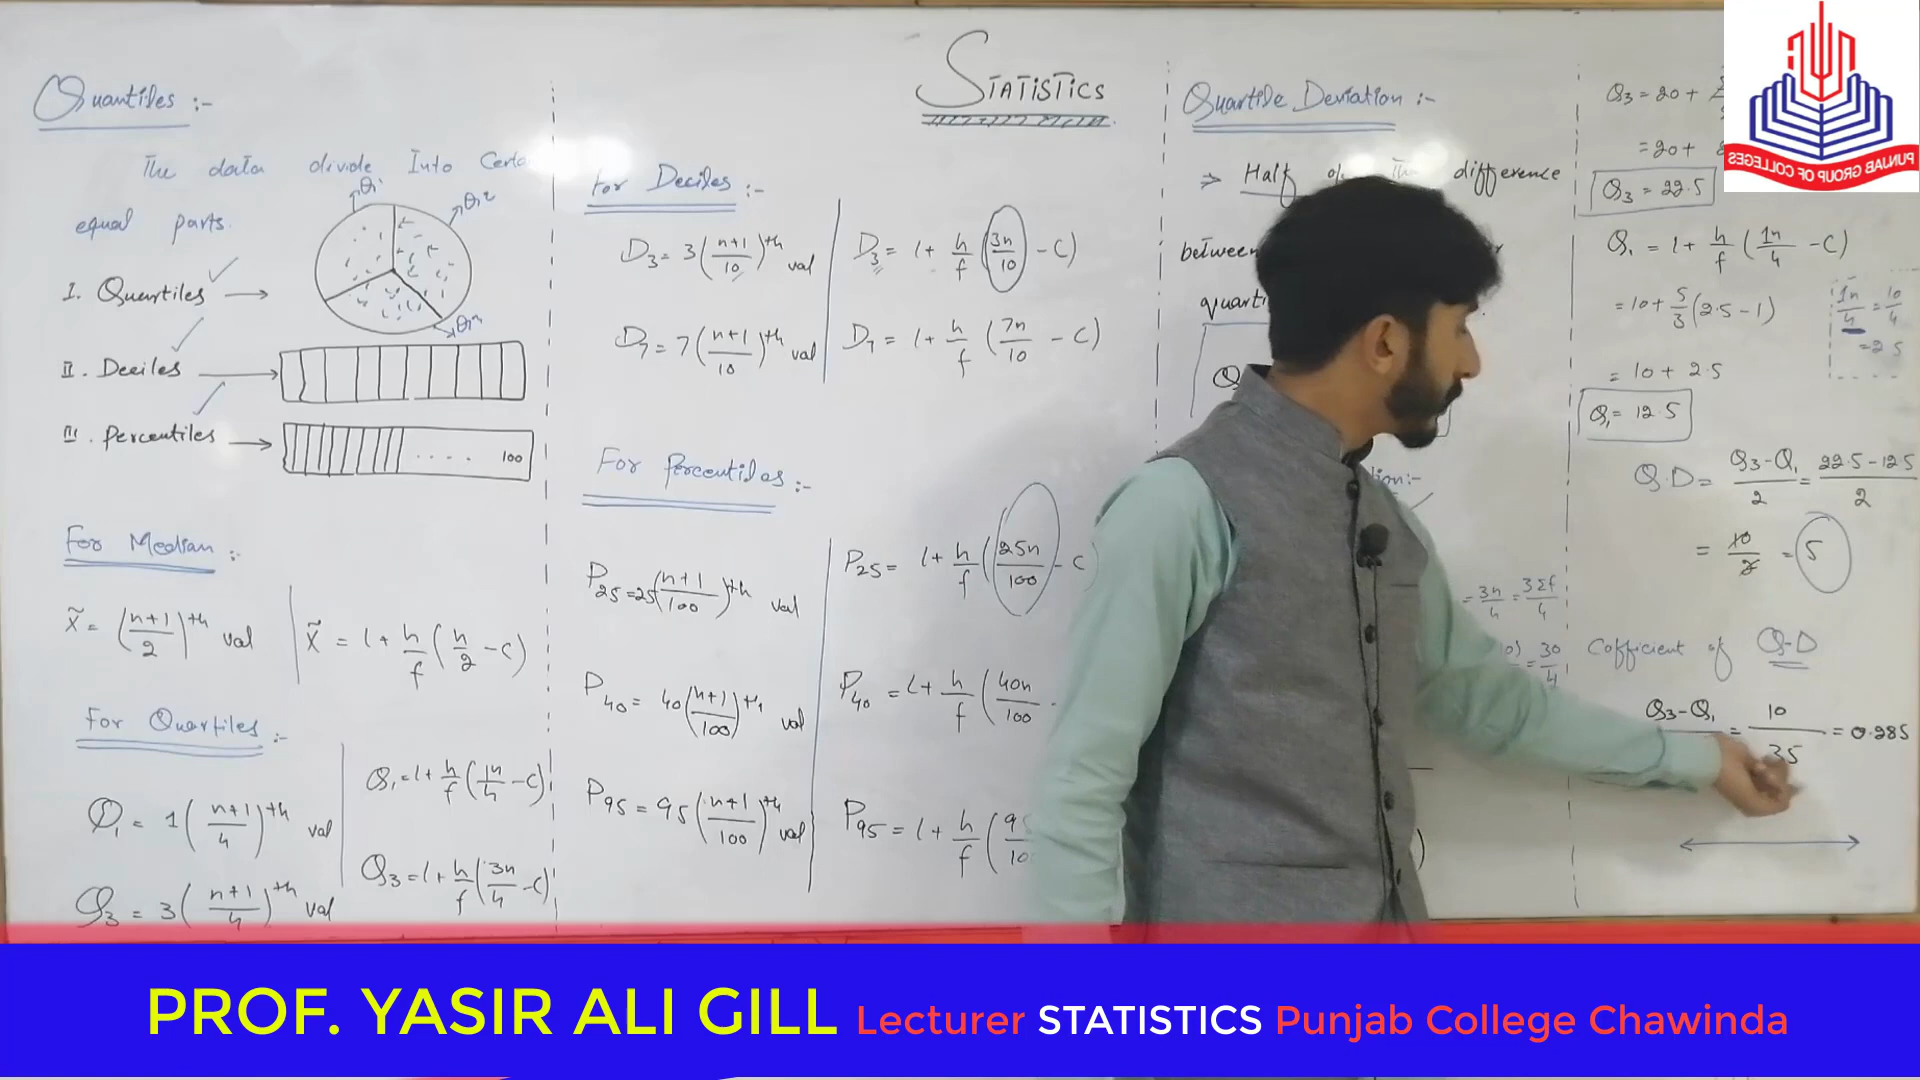 STATISTICS
Quantiles :-
The data divide Into
equal parts.
I. Quartiles
II. Deciles
III. Percentiles
100
For Median :-
X̃ = (n+1/2)^th val
X̃ = l + h/f (n/2 - C)
For Quartiles :-
Q₁ = 1(n+1/4)^th val
Q₃ = 3(n+1/4)^th val
Q₁ = l + h/f (1n/4 - C)
Q₃ = l + h/f (3n/4 - C)
for Deciles :-
D₃ = 3(n+1/10)^th val
D₃ = l + h/f (3n/10 - C)
D₇ = 7(n+1/10)^th val
D₇ = l + h/f (7n/10 - C)
For Percentiles :-
P₂₅ = 25(n+1/100)^th val
P₂₅ = l + h/f (25n/100 - C
P₄₀ = 40(n+1/100)^th val
P₄₀ = l + h/f (40n/100 -
P₉₅ = 95(n+1/100)^th val
P₉₅ = l + h/f (
Quartile Deviation :-
⇒ Half difference
between
= 3n/4 = 3Σf/4
= 30/4
Q₃ = 20 +
= 20 +
Q₃ = 22.5
Q₁ = l + h/f (1n/4 - C)
= 10 + 5/3 (2.5 - 1)
1n/4 = 10/4
= 2.5
= 10 + 2.5
Q₁ = 12.5
Q.D = Q₃-Q₁/2 = 22.5-12.5/2
= 10/2 = 5
Cofficient of Q.D
Q₃-Q₁ = 10/35 = 0.285
PUNJAB GROUP OF COLLEGES
PROF. YASIR ALI GILL Lecturer STATISTICS Punjab College Chawinda